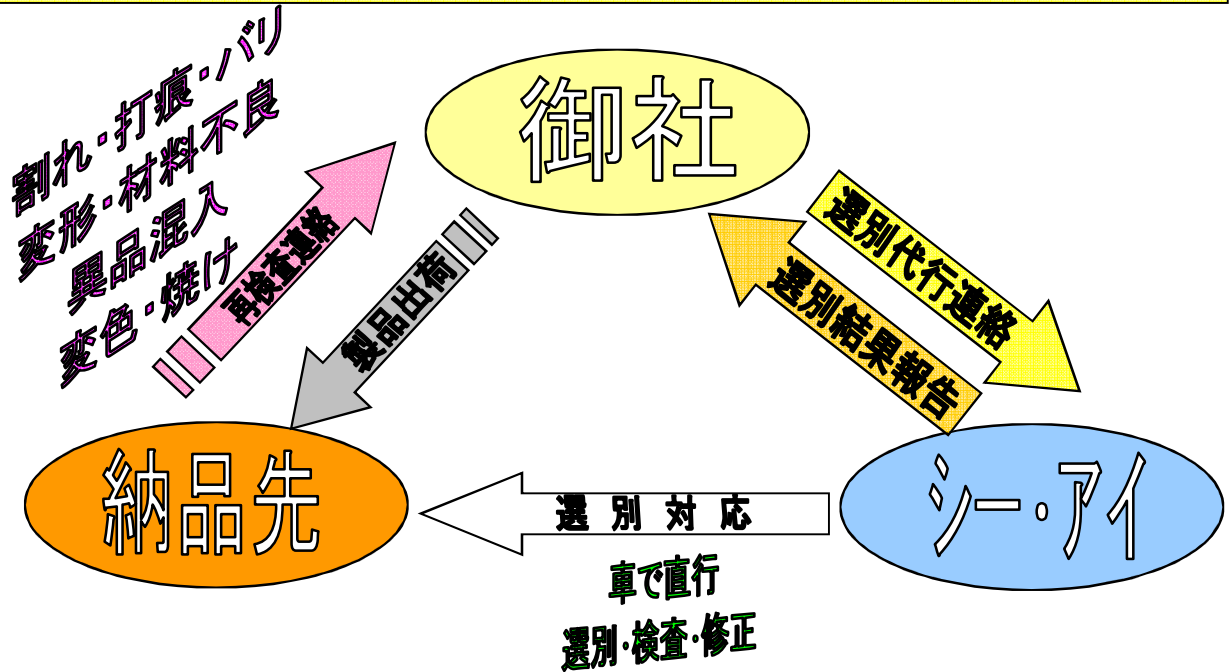 割れ・打痕・バリ
変形・材料不良
異品混入
変色・焼け
御社
再検査連絡
製品出荷
選別代行連絡
選別結果報告
納品先
選別対応
シー・アイ
車で直行
選別・検査・修正